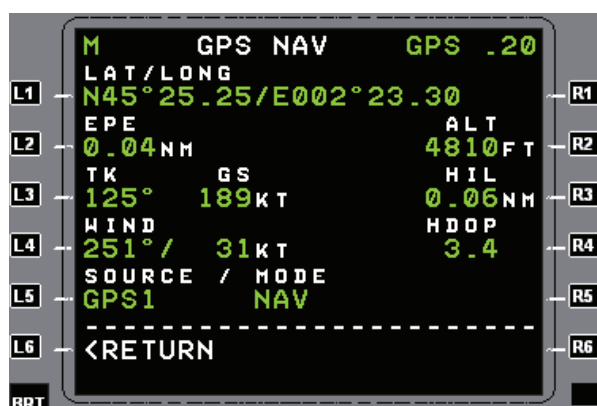 M GPS NAV GPS .20
LAT/LONG
L1 N45°25.25/E002°23.30 R1
EPE ALT
L2 0.04NM 4810FT R2
TK GS HIL
L3 125° 189KT 0.06NM R3
WIND HDOP
L4 251°/ 31KT 3.4 R4
SOURCE / MODE
L5 GPS1 NAV R5
L6 <RETURN R6
BRT